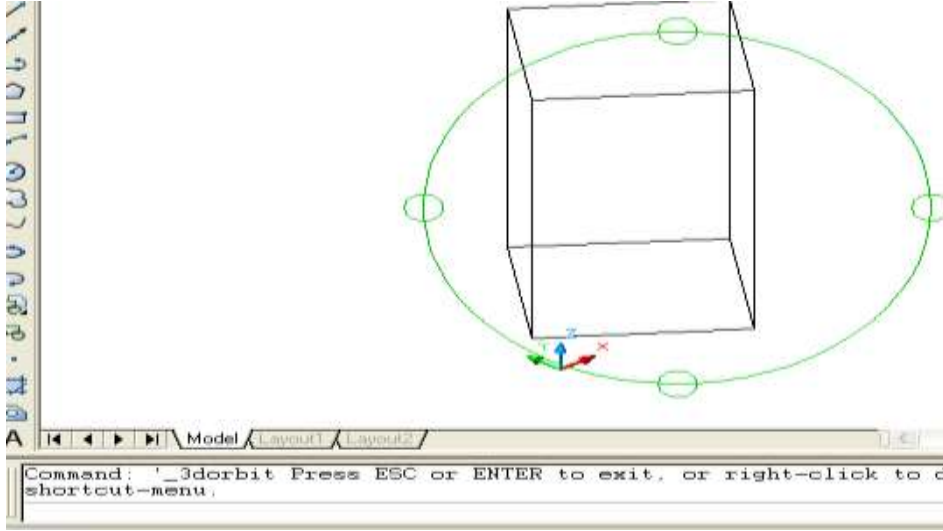 Z
Y
X
A
Model Layout1 Layout2
Command: '_3dorbit Press ESC or ENTER to exit, or right-click to
shortcut-menu.